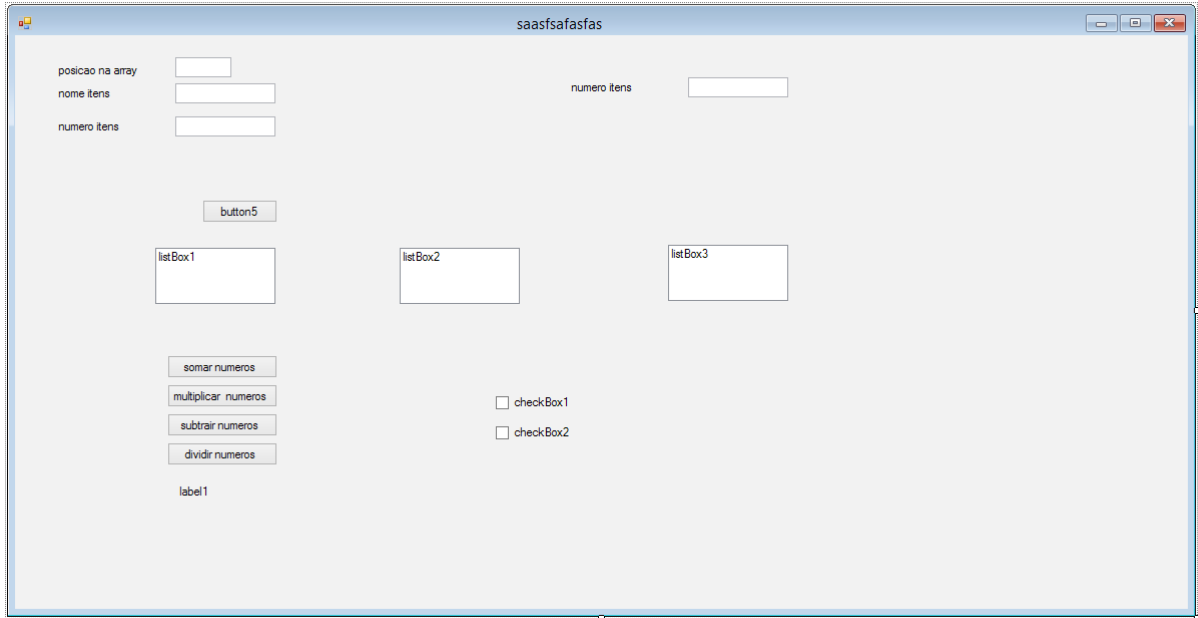 saasfsafasfas
posicao na array
nome itens
numero itens
numero itens
button5
listBox1
listBox2
listBox3
somar numeros
multiplicar numeros
subtrair numeros
dividir numeros
checkBox1
checkBox2
label1